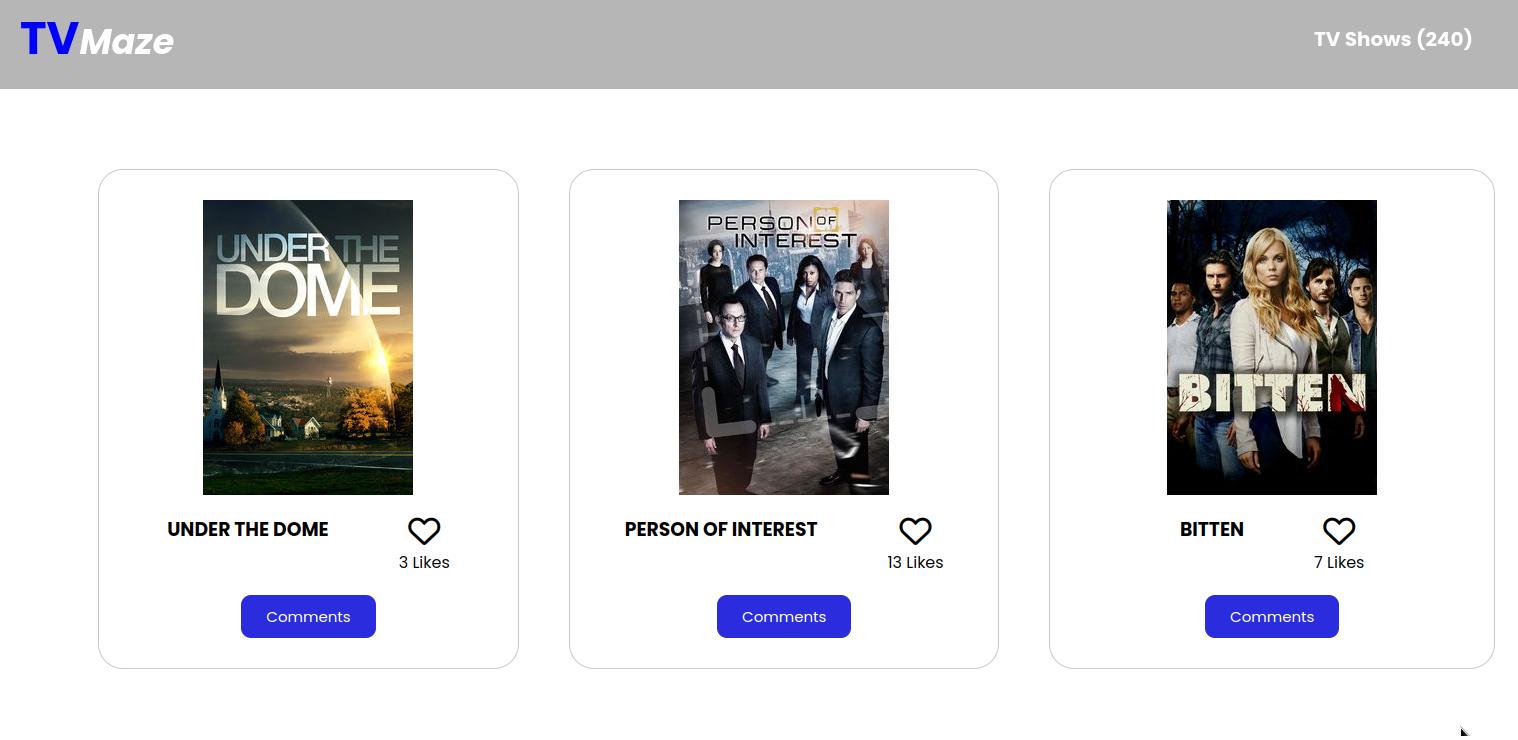 TVMaze
TV Shows (240)
UNDER THE
DOME
PERSON OF
INTEREST
BITTEN
UNDER THE DOME
3 Likes
PERSON OF INTEREST
13 Likes
BITTEN
7 Likes
Comments
Comments
Comments